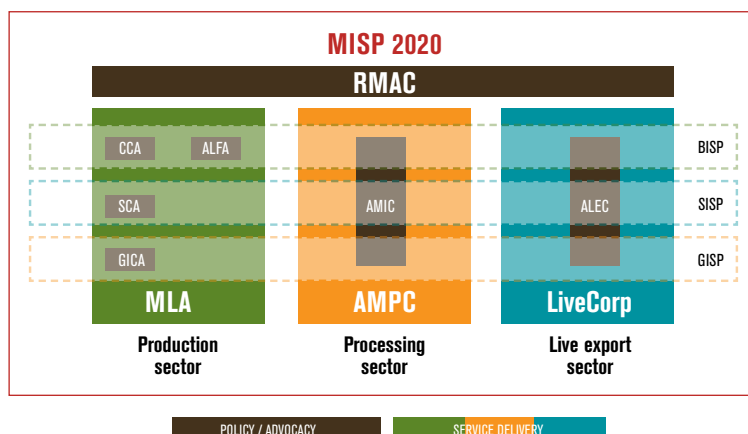 MISP 2020
RMAC
CCA ALFA BISP
SCA AMIC ALEC SISP
GICA GISP
MLA AMPC LiveCorp
Production sector
Processing sector
Live export sector
POLICY / ADVOCACY SERVICE DELIVERY